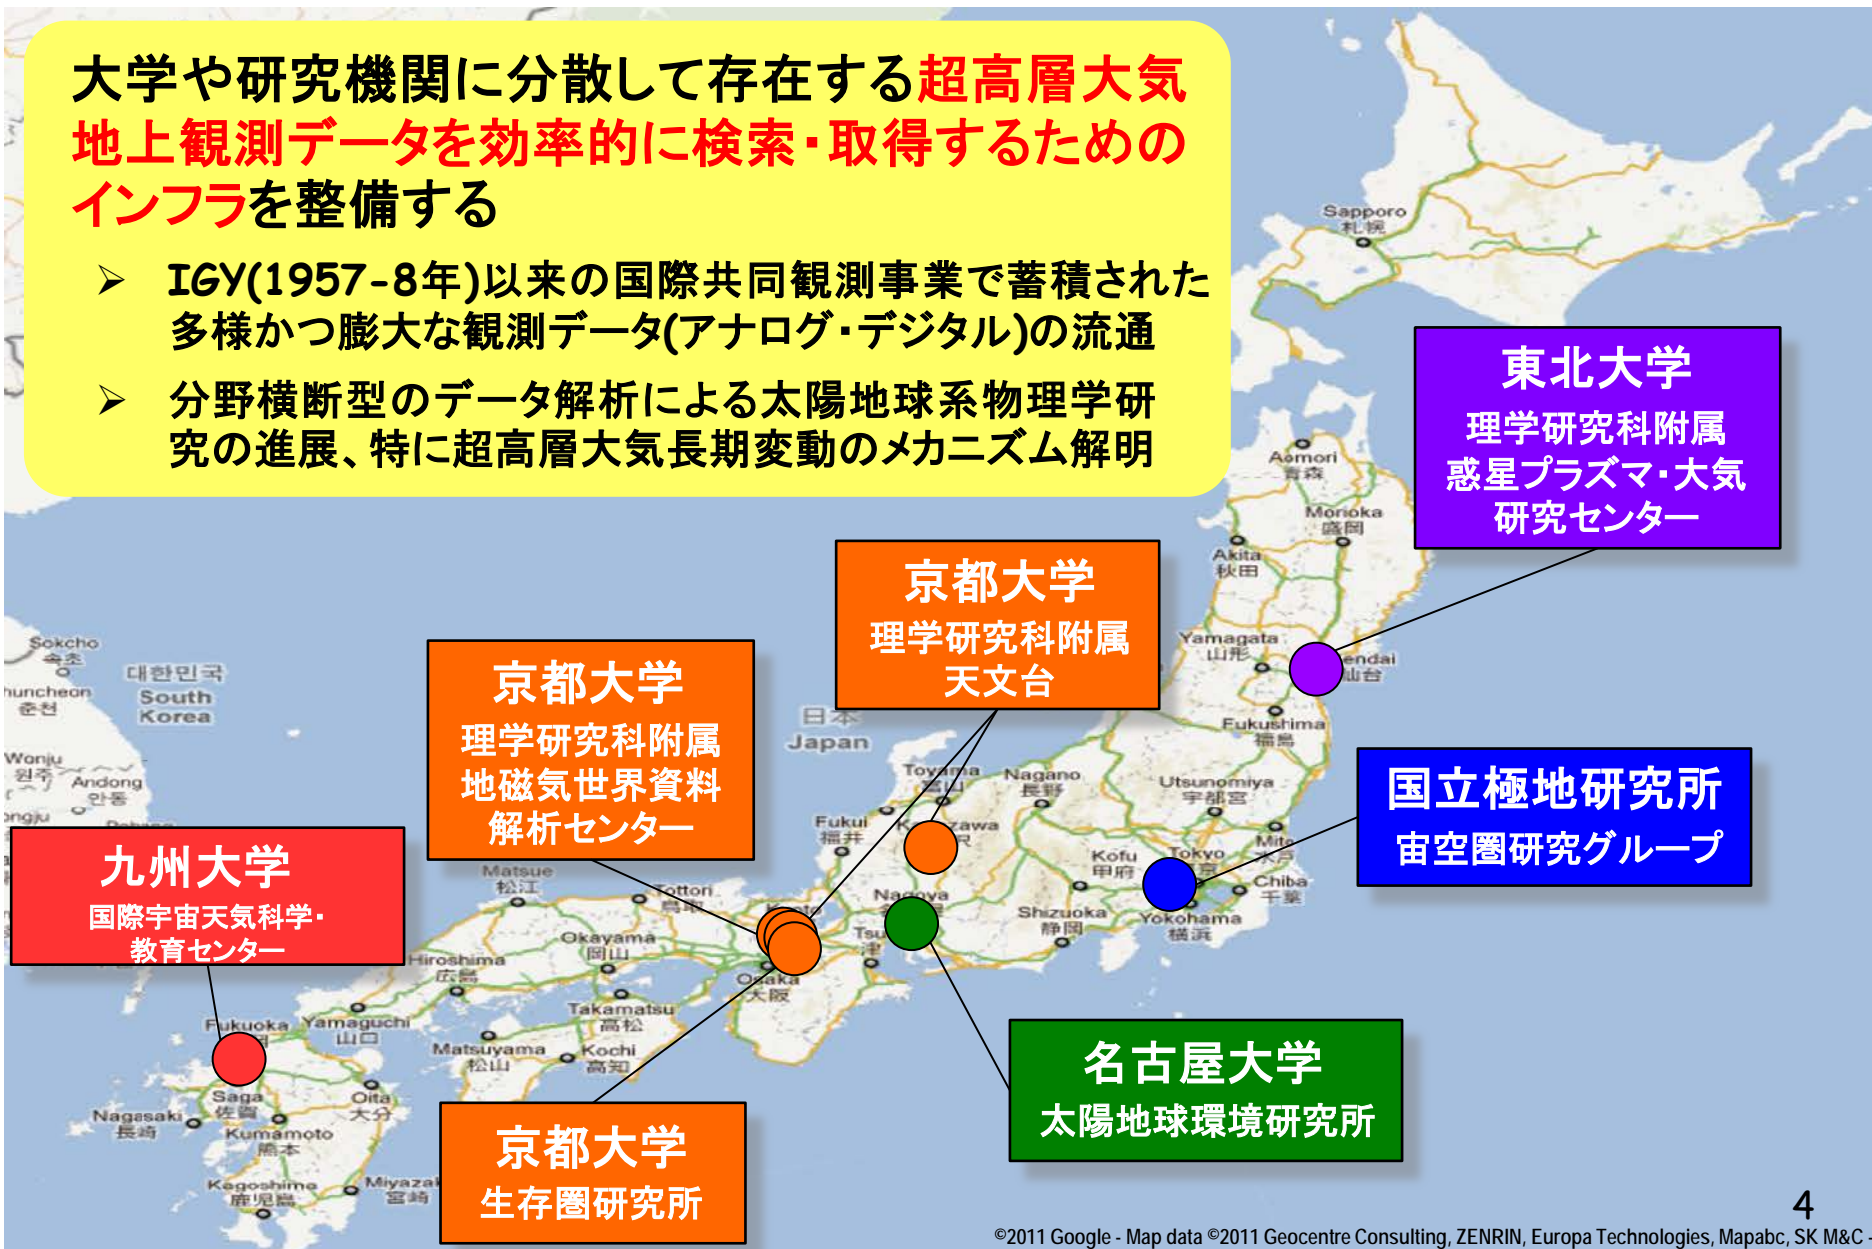 大学や研究機関に分散して存在する超高層大気
地上観測データを効率的に検索・取得するための
インフラを整備する
➢ IGY(1957-8年)以来の国際共同観測事業で蓄積された
多様かつ膨大な観測データ(アナログ・デジタル)の流通
➢ 分野横断型のデータ解析による太陽地球系物理学研
究の進展、特に超高層大気長期変動のメカニズム解明
Sapporo
札幌
東北大学
理学研究科附属
惑星プラズマ・大気
研究センター
Aomori
青森
Morioka
盛岡
Akita
秋田
京都大学
理学研究科附属
天文台
Yamagata
山形
endai
仙台
Fukushima
福島
Sokcho
속초
huncheon
춘천
대한민국
South
Korea
京都大学
理学研究科附属
地磁気世界資料
解析センター
日本
Japan
Wonju
원주
Andong
안동
ongju
Toyama
富山
Nagano
長野
Utsunomiya
宇都宮
国立極地研究所
宙空圏研究グループ
Fukui
福井
K
zawa
Mito
水戸
Kofu
甲府
Tokyo
京
Chiba
千葉
九州大学
国際宇宙天気科学・
教育センター
Matsue
松江
Tottori
鳥取
Nagoya
Shizuoka
静岡
Yokohama
横浜
Tsu
津
Okayama
岡山
Hiroshima
広島
Osaka
大阪
Takamatsu
高松
Fukuoka
Yamaguchi
山口
Matsuyama
松山
Kochi
高知
名古屋大学
太陽地球環境研究所
Saga
佐賀
Oita
大分
Nagasaki
長崎
Kumamoto
熊本
京都大学
生存圏研究所
Kagoshima
鹿児島
Miyaza
宮崎
4
©2011 Google - Map data ©2011 Geocentre Consulting, ZENRIN, Europa Technologies, Mapabc, SK M&C -